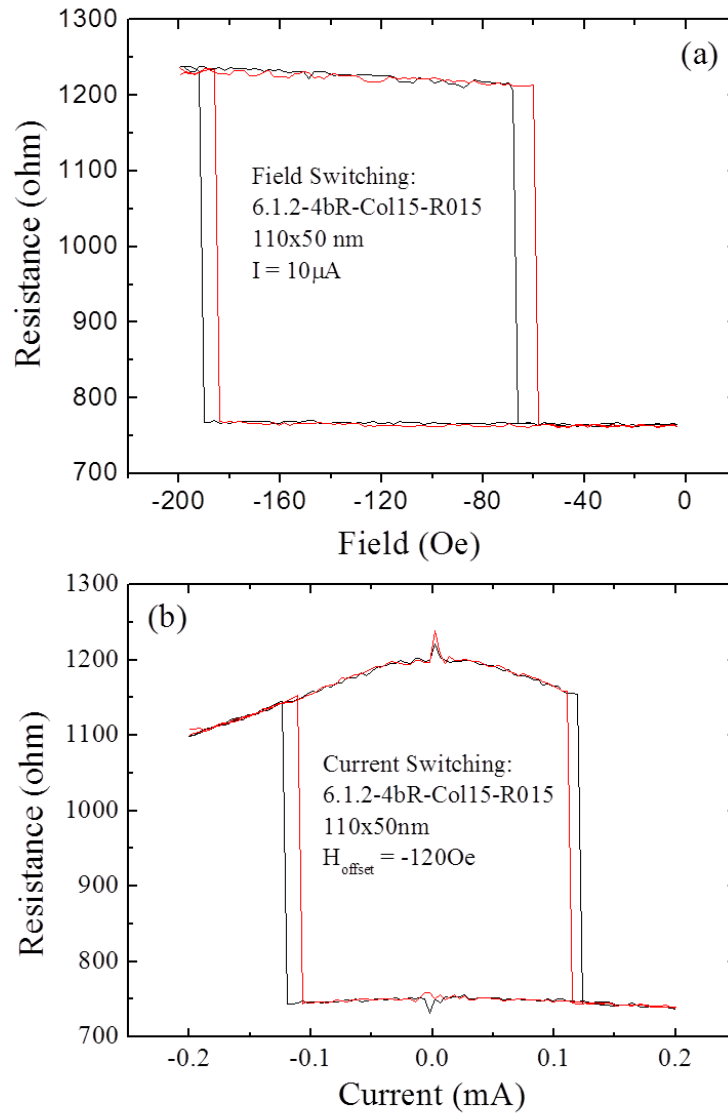 1300
(a)
1200
1100
1000
900
800
700
Resistance (ohm)
Field Switching:
6.1.2-4bR-Col15-R015
110x50 nm
I = 10μA
-200 -160 -120 -80 -40 0
Field (Oe)
1300
(b)
1200
1100
1000
900
800
700
Resistance (ohm)
Current Switching:
6.1.2-4bR-Col15-R015
110x50nm
Hoffset = -120Oe
-0.2 -0.1 0.0 0.1 0.2
Current (mA)